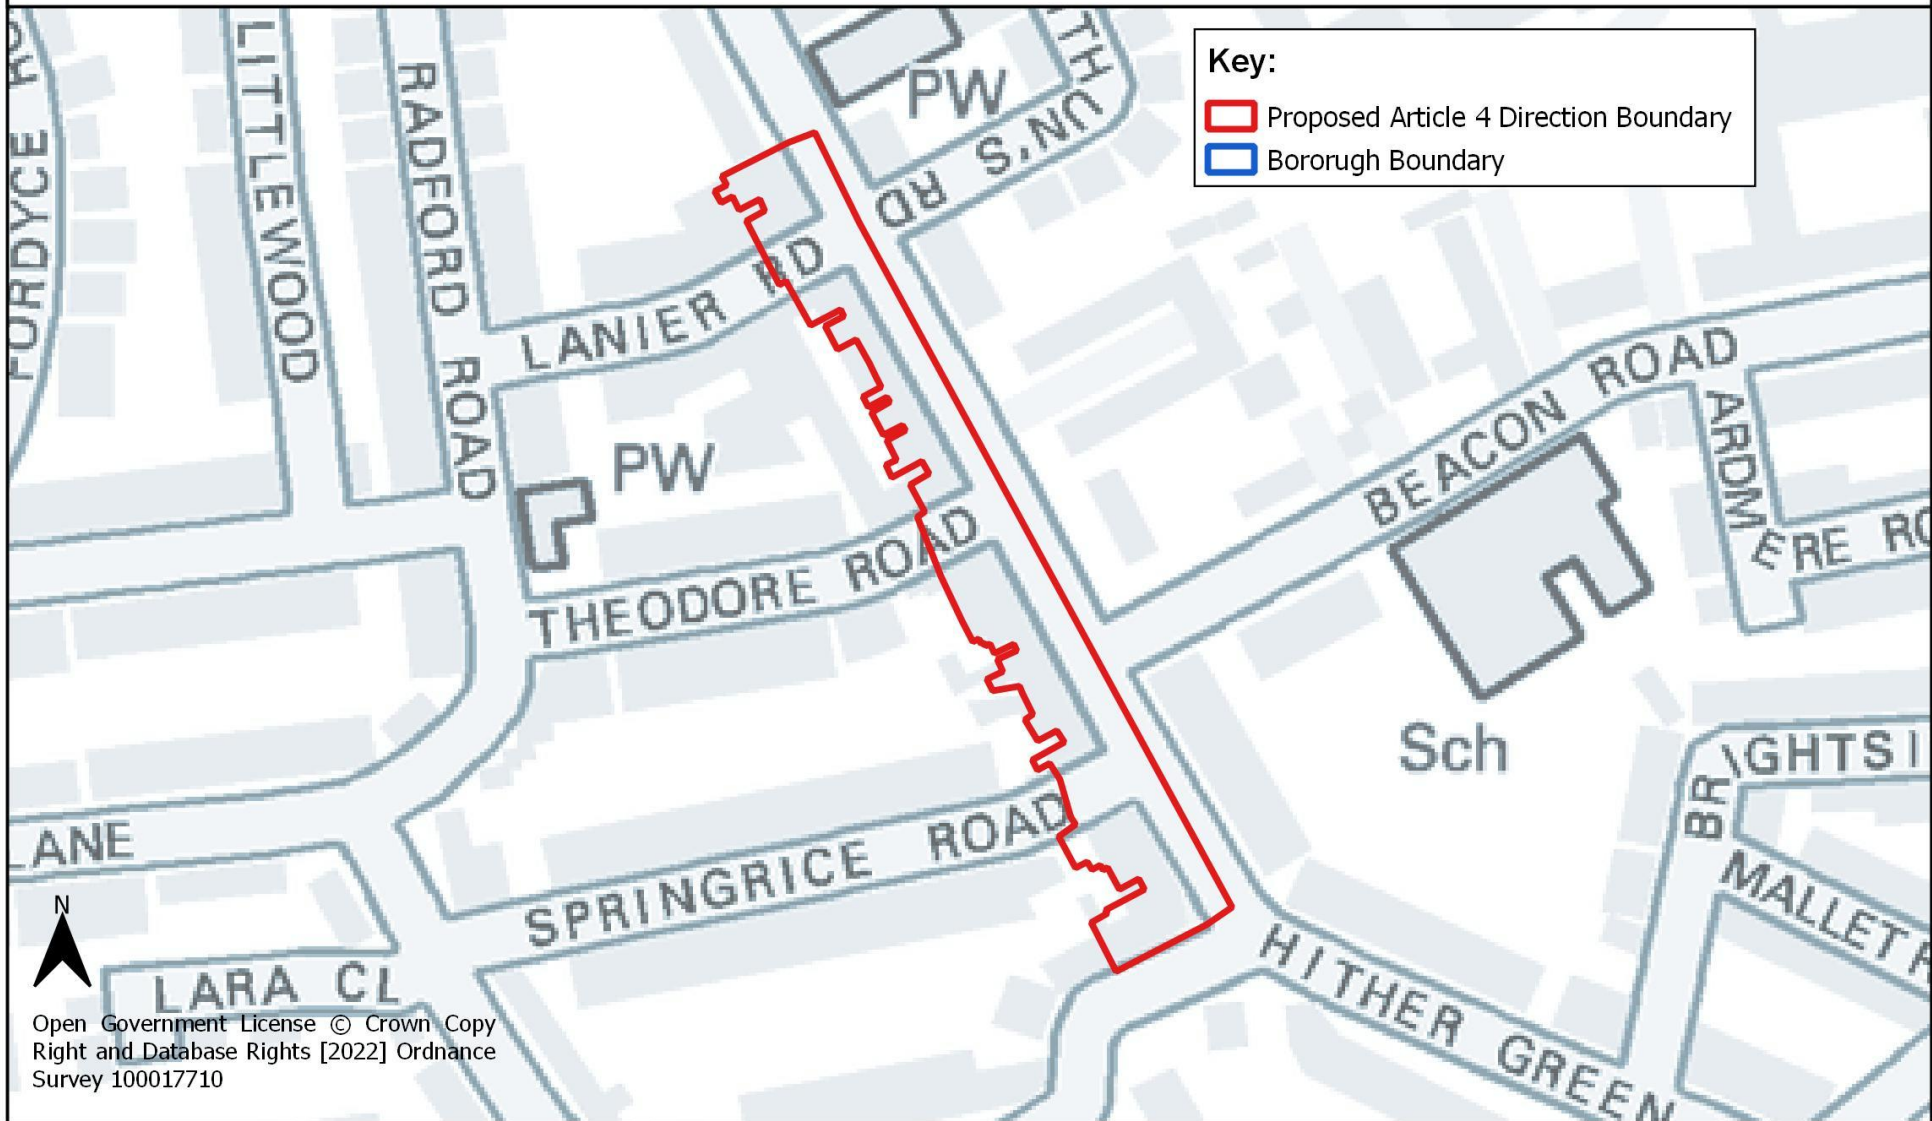 Key:
Proposed Article 4 Direction Boundary
Bororugh Boundary
LITTLEWOOD
RADFORD ROAD
FORDYCE
PW
UN'S RD
LANIER RD
PW
BEACON ROAD
ARDMERE
THEODORE ROAD
Sch
BRIGHTSI
SPRINGRICE ROAD
LANE
MALLET
HITHER GREEN
N
LARA CL
Open Government License © Crown Copy
Right and Database Rights [2022] Ordnance
Survey 100017710